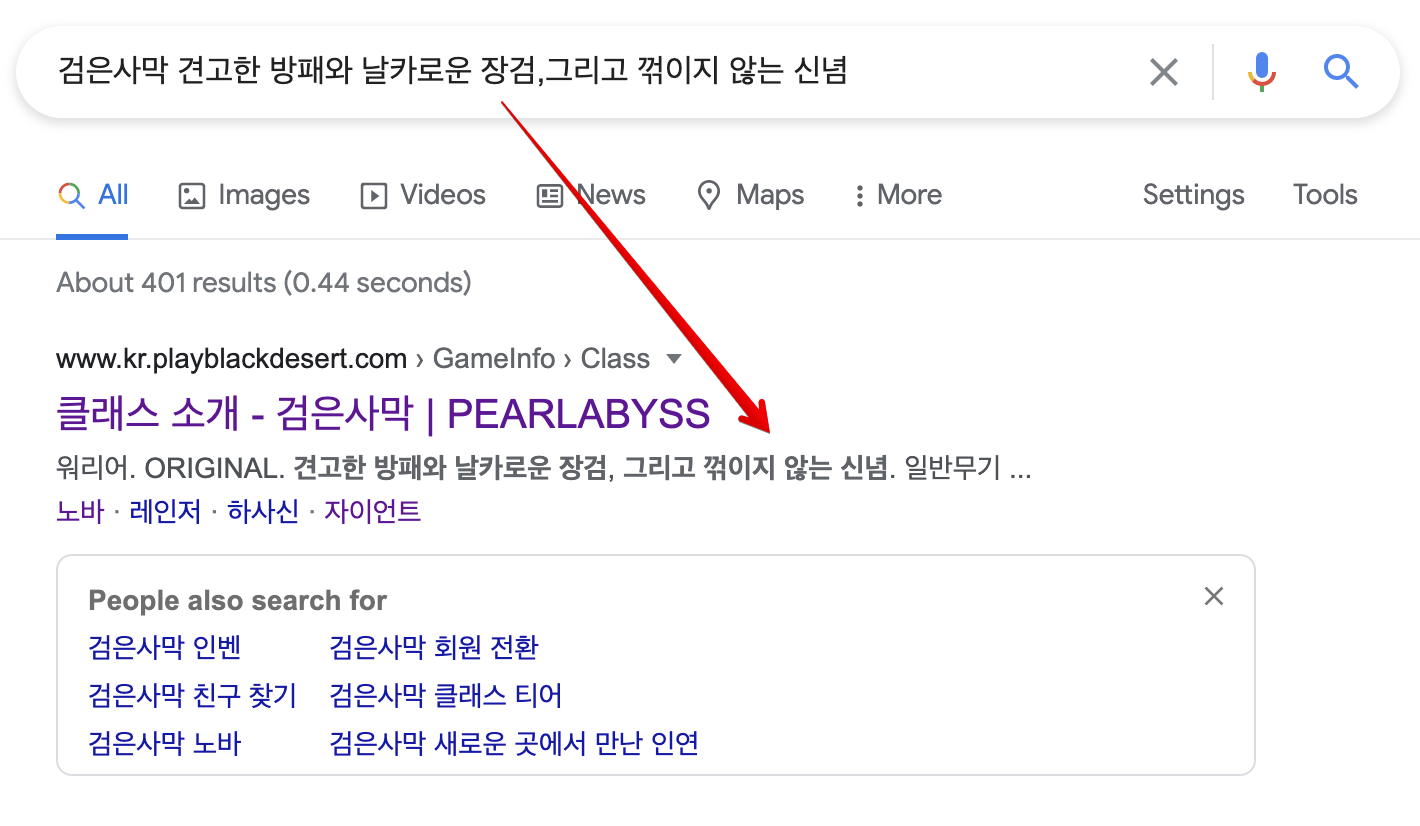 검은사막 견고한 방패와 날카로운 장검,그리고 꺾이지 않는 신념
All Images Videos News Maps More Settings Tools
About 401 results (0.44 seconds)
www.kr.playblackdesert.com › GameInfo › Class
클래스 소개 - 검은사막 | PEARLABYSS
워리어. ORIGINAL. 견고한 방패와 날카로운 장검, 그리고 꺾이지 않는 신념. 일반무기 ...
노바 · 레인저 · 하사신 · 자이언트
People also search for
검은사막 인벤 검은사막 회원 전환
검은사막 친구 찾기 검은사막 클래스 티어
검은사막 노바 검은사막 새로운 곳에서 만난 인연